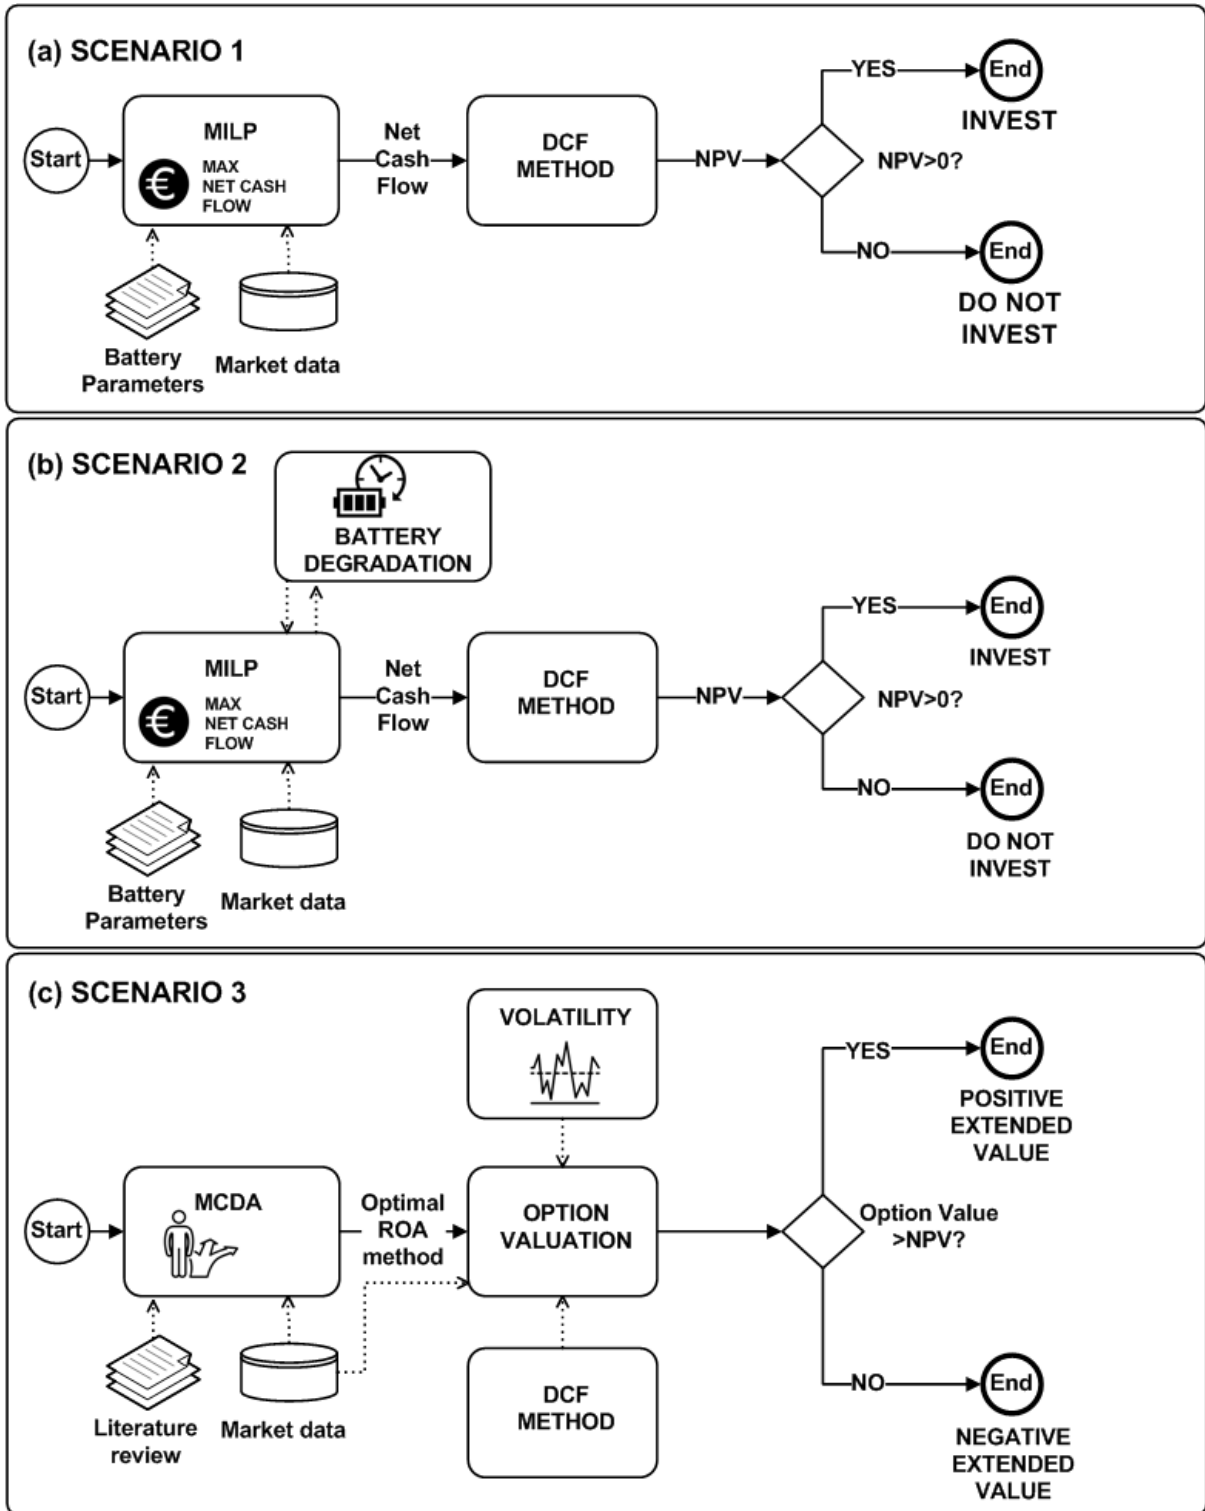 (a) SCENARIO 1
Start
MILP
€
MAX
NET CASH
FLOW
Battery
Parameters
Market data
Net
Cash
Flow
DCF
METHOD
NPV
NPV>0?
YES
End
INVEST
NO
End
DO NOT
INVEST
(b) SCENARIO 2
BATTERY
DEGRADATION
Start
MILP
€
MAX
NET CASH
FLOW
Battery
Parameters
Market data
Net
Cash
Flow
DCF
METHOD
NPV
NPV>0?
YES
End
INVEST
NO
End
DO NOT
INVEST
(c) SCENARIO 3
VOLATILITY
Start
MCDA
Literature
review
Market data
Optimal
ROA
method
OPTION
VALUATION
DCF
METHOD
Option Value
>NPV?
YES
End
POSITIVE
EXTENDED
VALUE
NO
End
NEGATIVE
EXTENDED
VALUE